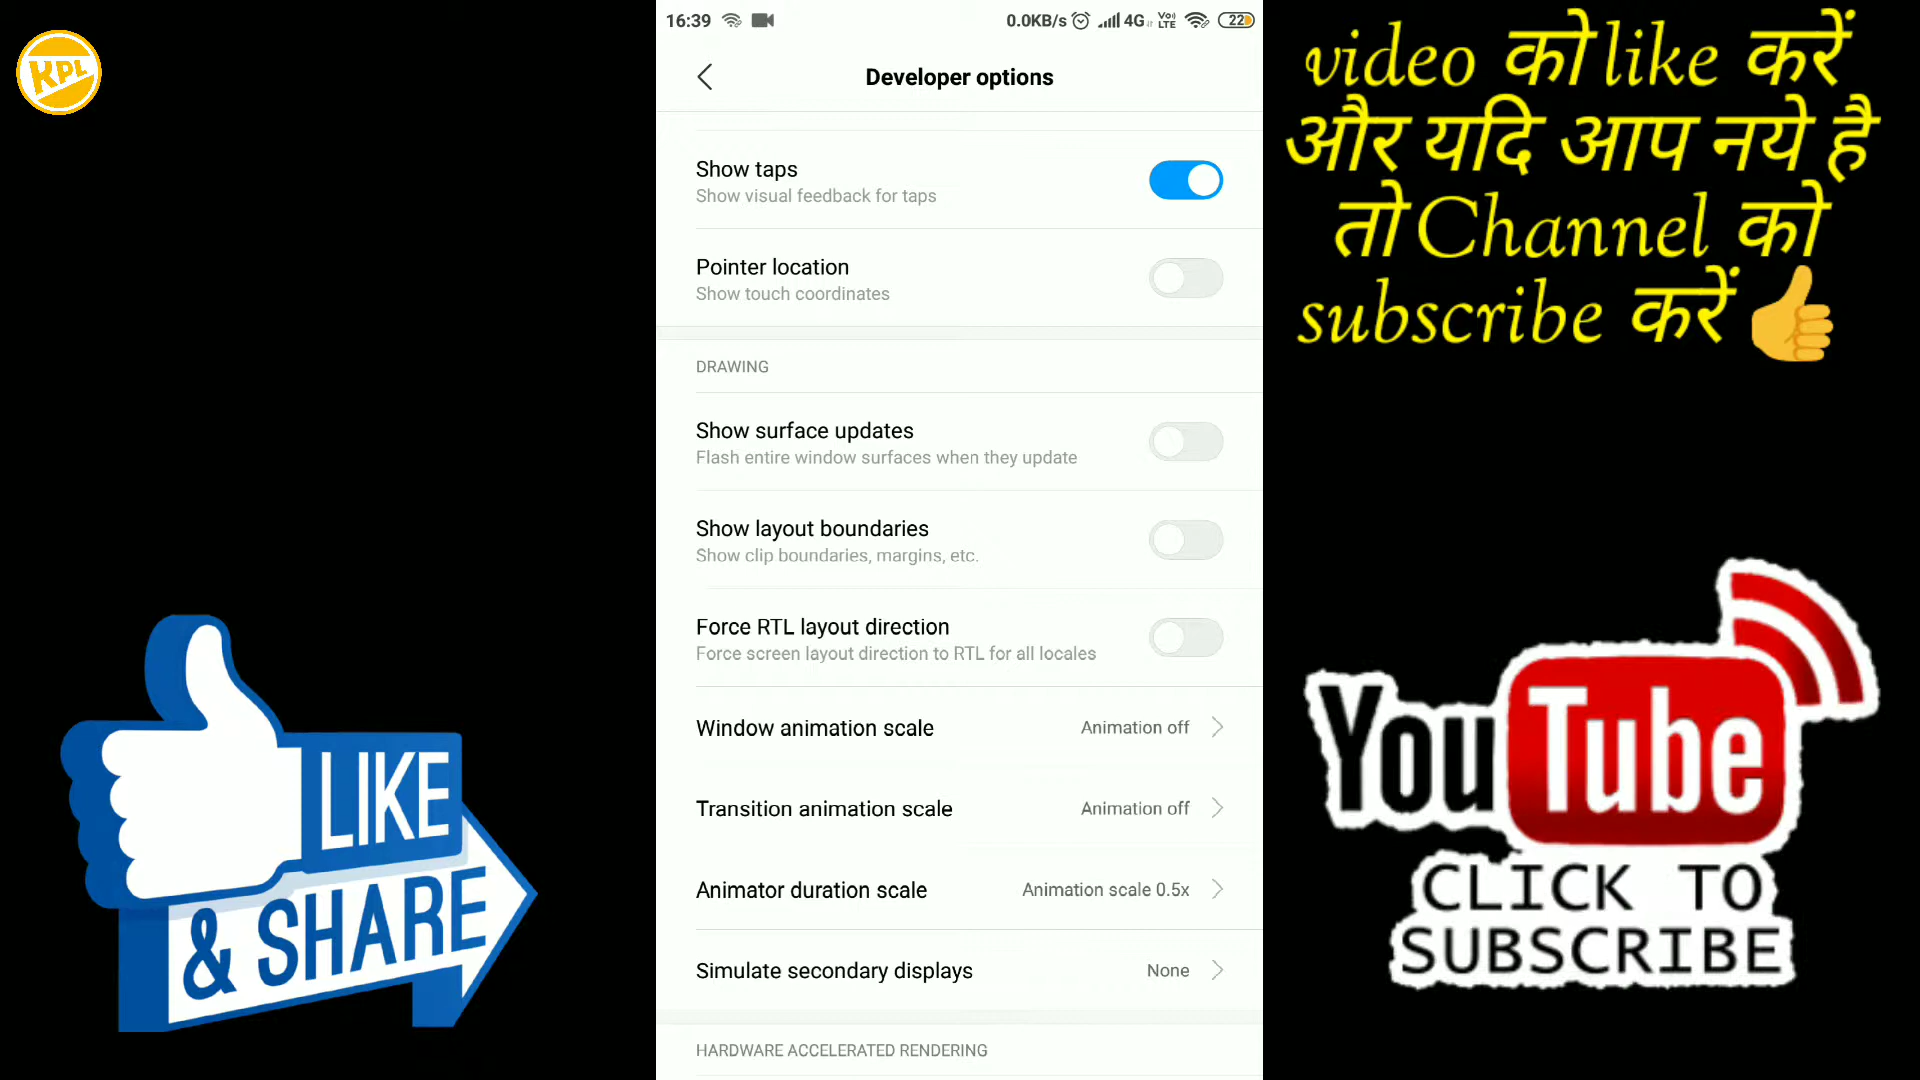 KPL
16:39
0.0KB/s 4G VoLTE 22
Developer options
Show taps
Show visual feedback for taps
Pointer location
Show touch coordinates
DRAWING
Show surface updates
Flash entire window surfaces when they update
Show layout boundaries
Show clip boundaries, margins, etc.
Force RTL layout direction
Force screen layout direction to RTL for all locales
Window animation scale
Animation off
Transition animation scale
Animation off
Animator duration scale
Animation scale 0.5x
Simulate secondary displays
None
HARDWARE ACCELERATED RENDERING
video को like करें
और यदि आप नये है
तो Channel को
subscribe करें
LIKE
& SHARE
YouTube
CLICK TO
SUBSCRIBE